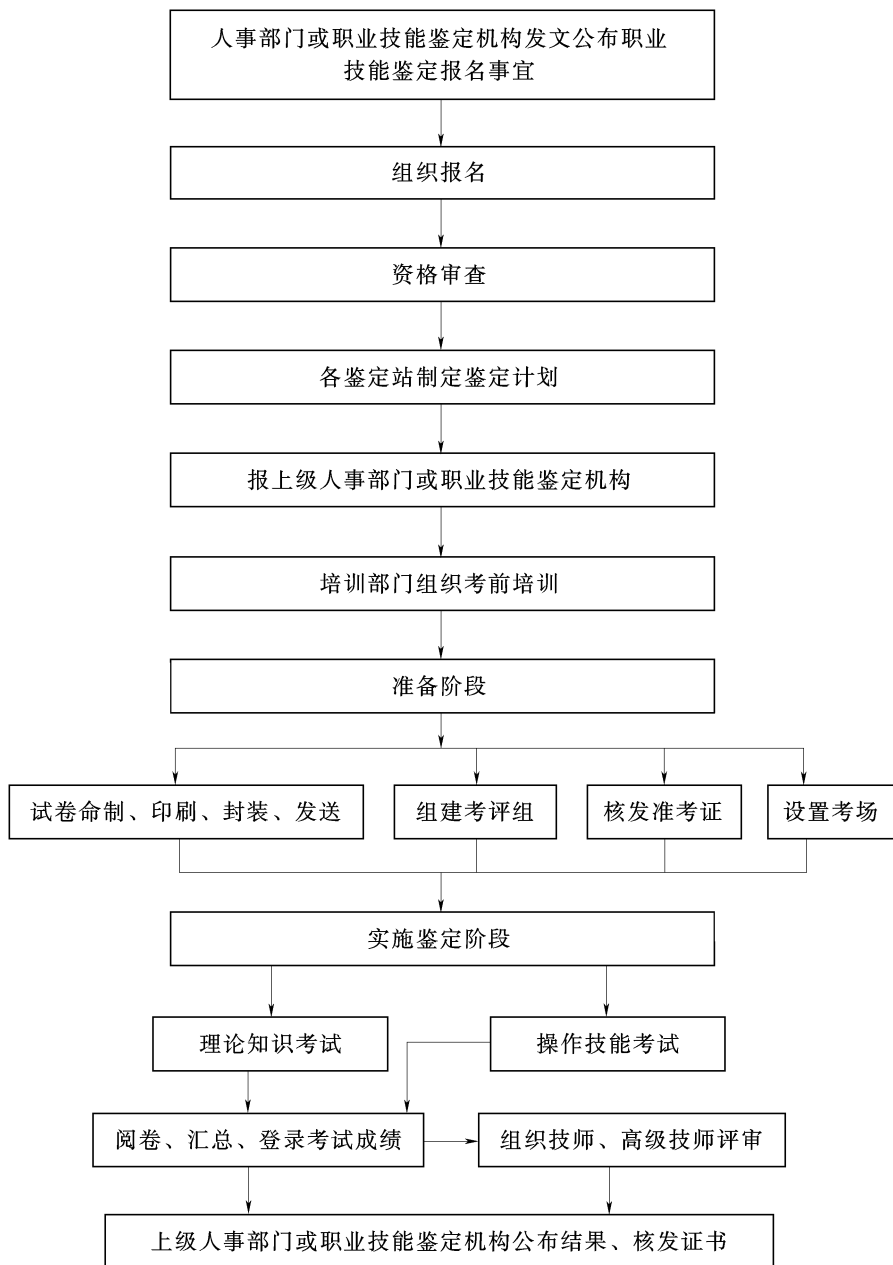 人事部门或职业技能鉴定机构发文公布职业
技能鉴定报名事宜
组织报名
资格审查
各鉴定站制定鉴定计划
报上级人事部门或职业技能鉴定机构
培训部门组织考前培训
准备阶段
试卷命制、印刷、封装、发送
组建考评组
核发准考证
设置考场
实施鉴定阶段
理论知识考试
操作技能考试
阅卷、汇总、登录考试成绩
组织技师、高级技师评审
上级人事部门或职业技能鉴定机构公布结果、核发证书